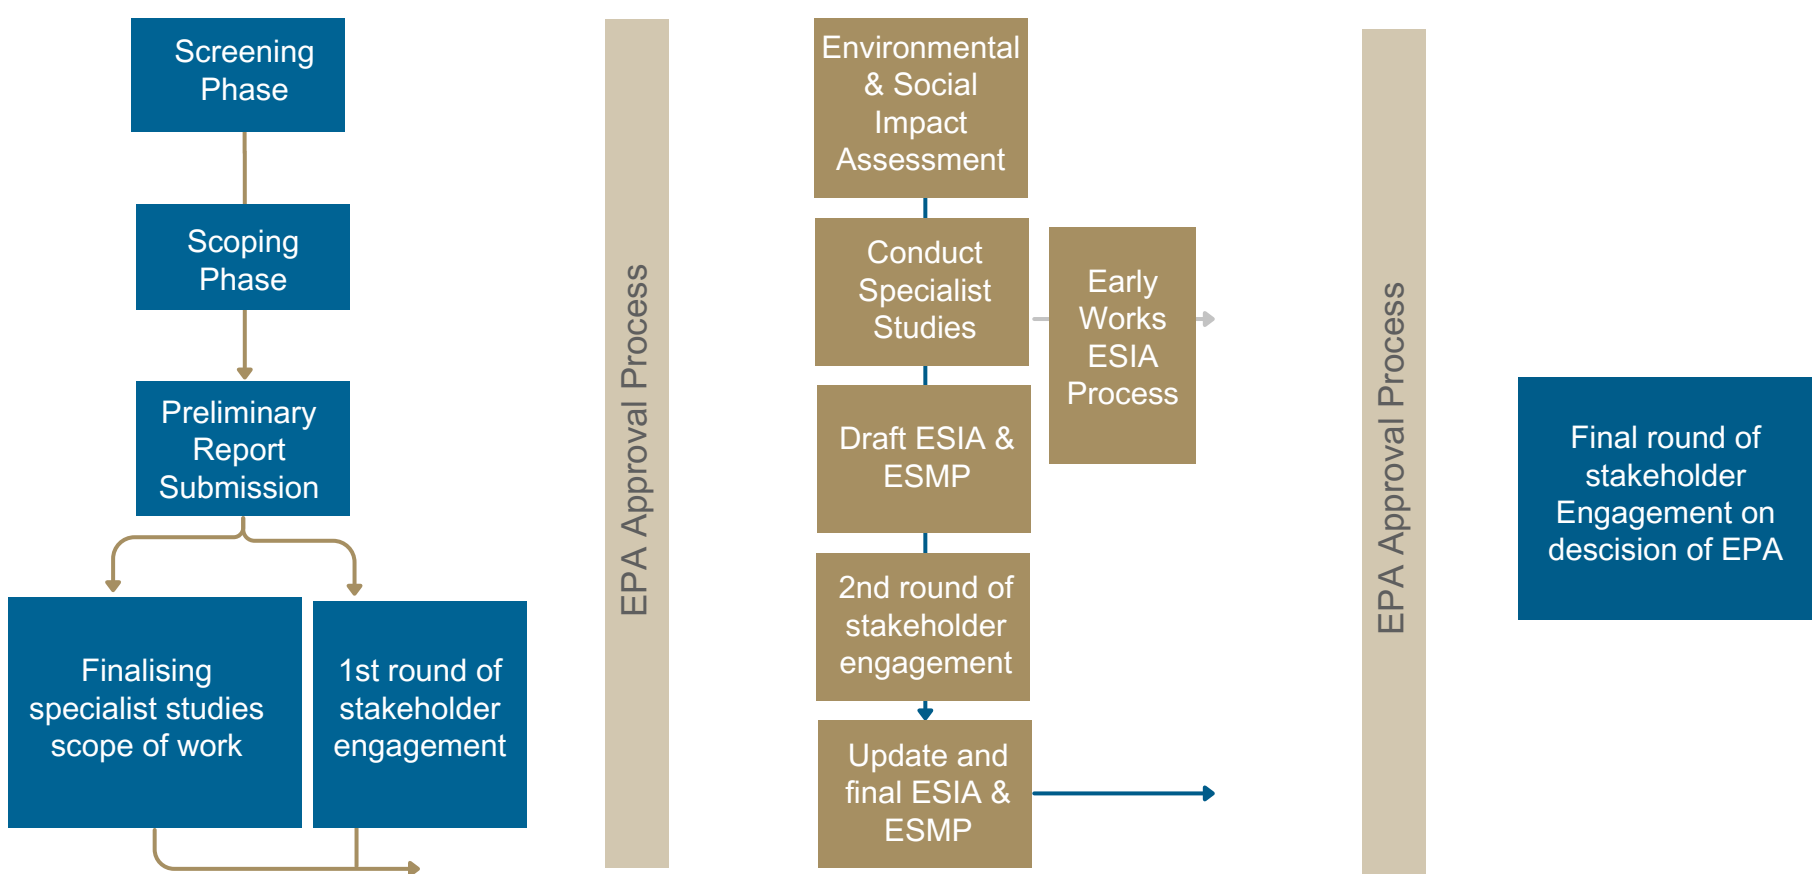 Screening
Phase
Scoping
Phase
Preliminary
Report
Submission
Finalising
specialist studies
scope of work
1st round of
stakeholder
engagement
EPA Approval Process
Environmental
& Social
Impact
Assessment
Conduct
Specialist
Studies
Early
Works
ESIA
Process
Draft ESIA &
ESMP
2nd round of
stakeholder
engagement
Update and
final ESIA &
ESMP
EPA Approval Process
Final round of
stakeholder
Engagement on
descision of EPA